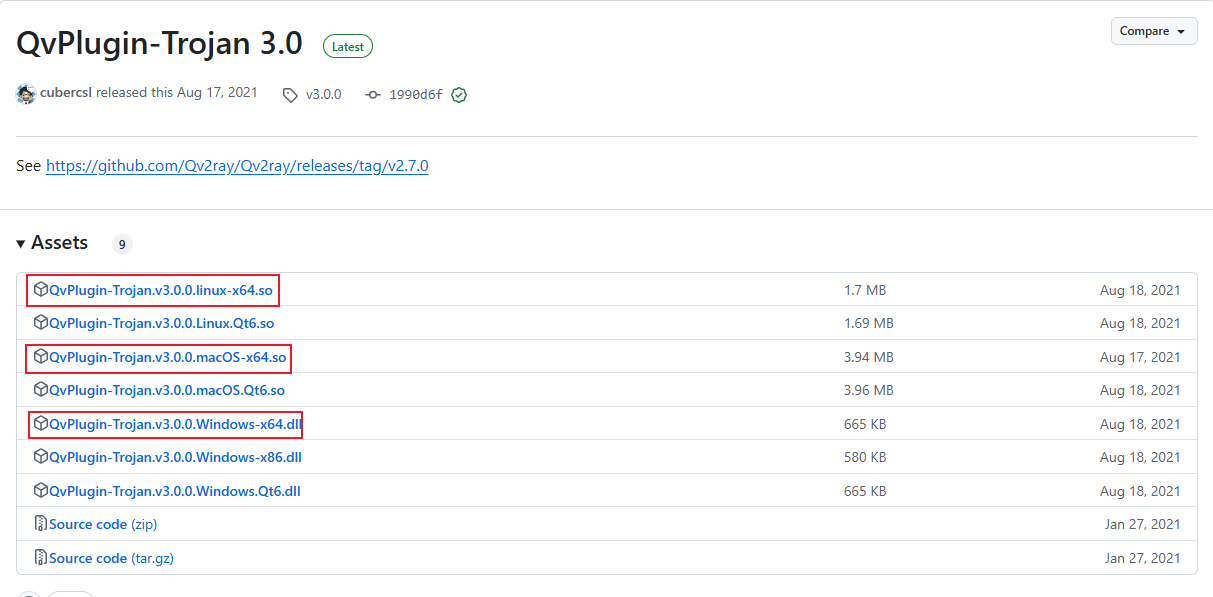 QvPlugin-Trojan 3.0 Latest Compare
cubercsl released this Aug 17, 2021 v3.0.0 1990d6f
See https://github.com/Qv2ray/Qv2ray/releases/tag/v2.7.0
Assets 9
QvPlugin-Trojan.v3.0.0.linux-x64.so 1.7 MB Aug 18, 2021
QvPlugin-Trojan.v3.0.0.Linux.Qt6.so 1.69 MB Aug 18, 2021
QvPlugin-Trojan.v3.0.0.macOS-x64.so 3.94 MB Aug 17, 2021
QvPlugin-Trojan.v3.0.0.macOS.Qt6.so 3.96 MB Aug 18, 2021
QvPlugin-Trojan.v3.0.0.Windows-x64.dll 665 KB Aug 18, 2021
QvPlugin-Trojan.v3.0.0.Windows-x86.dll 580 KB Aug 18, 2021
QvPlugin-Trojan.v3.0.0.Windows.Qt6.dll 665 KB Aug 18, 2021
Source code (zip) Jan 27, 2021
Source code (tar.gz) Jan 27, 2021